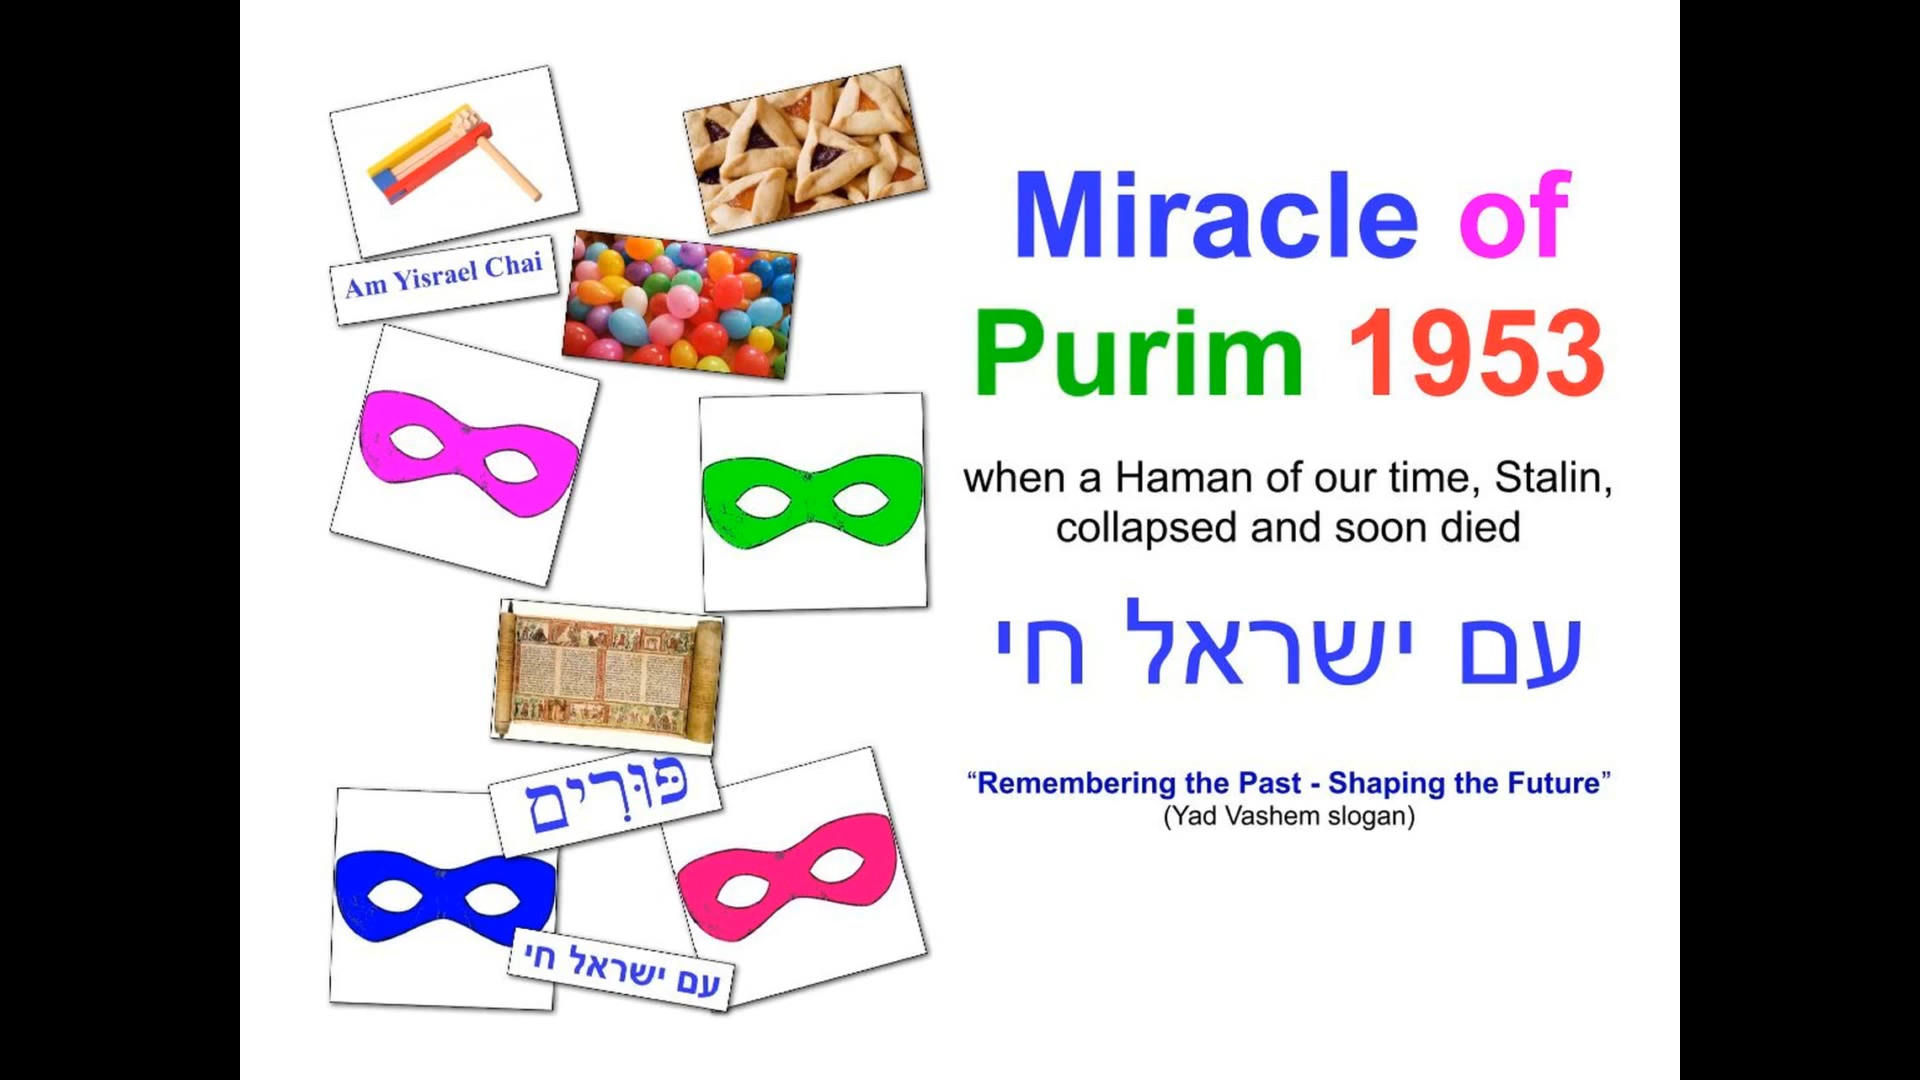 Am Yisrael Chai
פּוּרִים
עם ישראל חי
Miracle of
Purim 1953
when a Haman of our time, Stalin,
collapsed and soon died
עם ישראל חי
“Remembering the Past - Shaping the Future”
(Yad Vashem slogan)